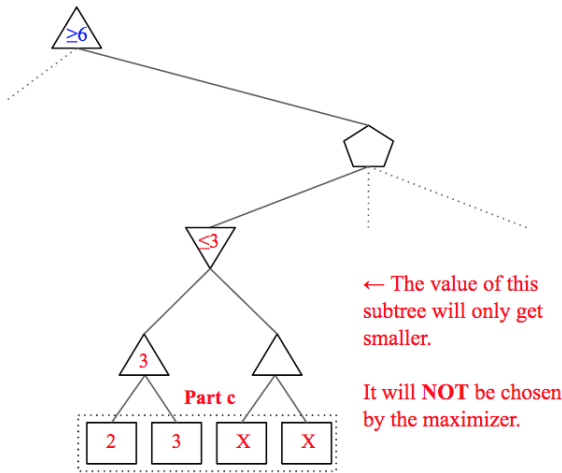 ≥6
≤3
← The value of this
subtree will only get
smaller.
3
It will NOT be chosen
by the maximizer.
Part c
2 3 X X